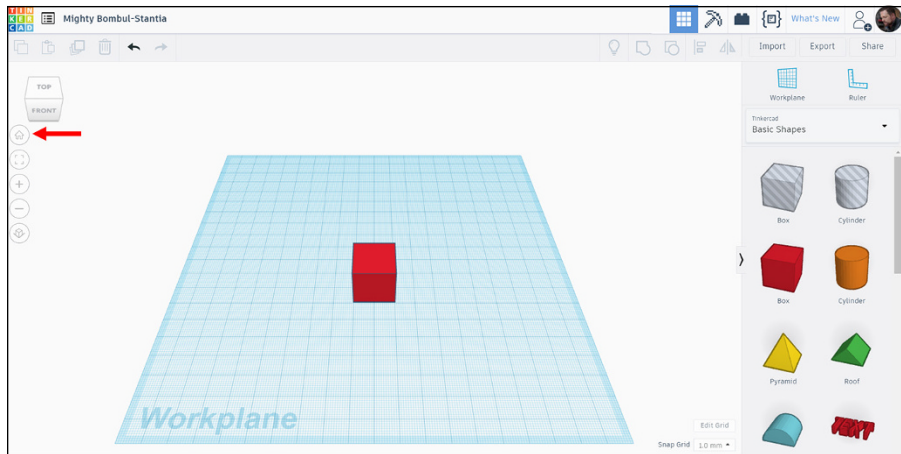 TIN
KER
CAD
Mighty Bombul-Stantia
What's New
Import Export Share
TOP
FRONT
Workplane Ruler
Tinkercad
Basic Shapes
Box Cylinder
Box Cylinder
Pyramid Roof
TEXT
Workplane
Edit Grid
Snap Grid 1.0 mm